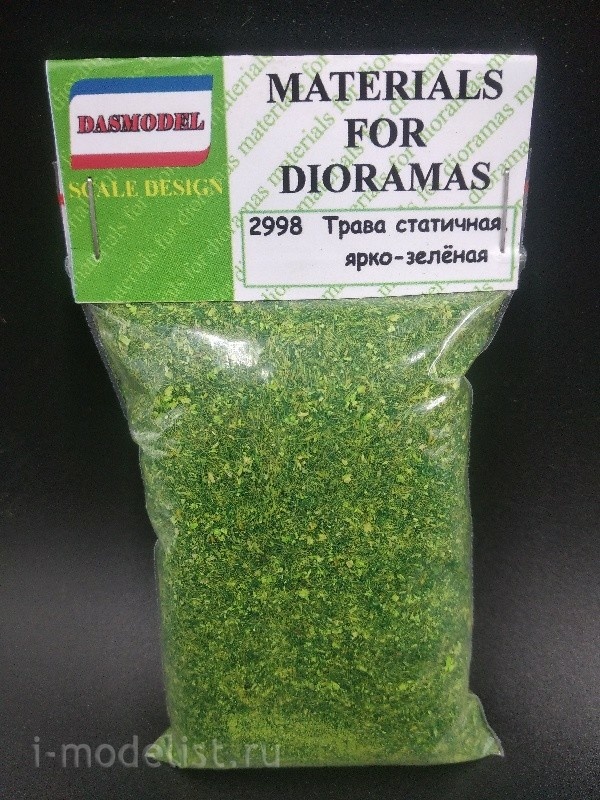 DASMODEL
SCALE DESIGN
MATERIALS
FOR
DIORAMAS
2998 Трава статичная,
ярко-зелёная
i-modelist.ru